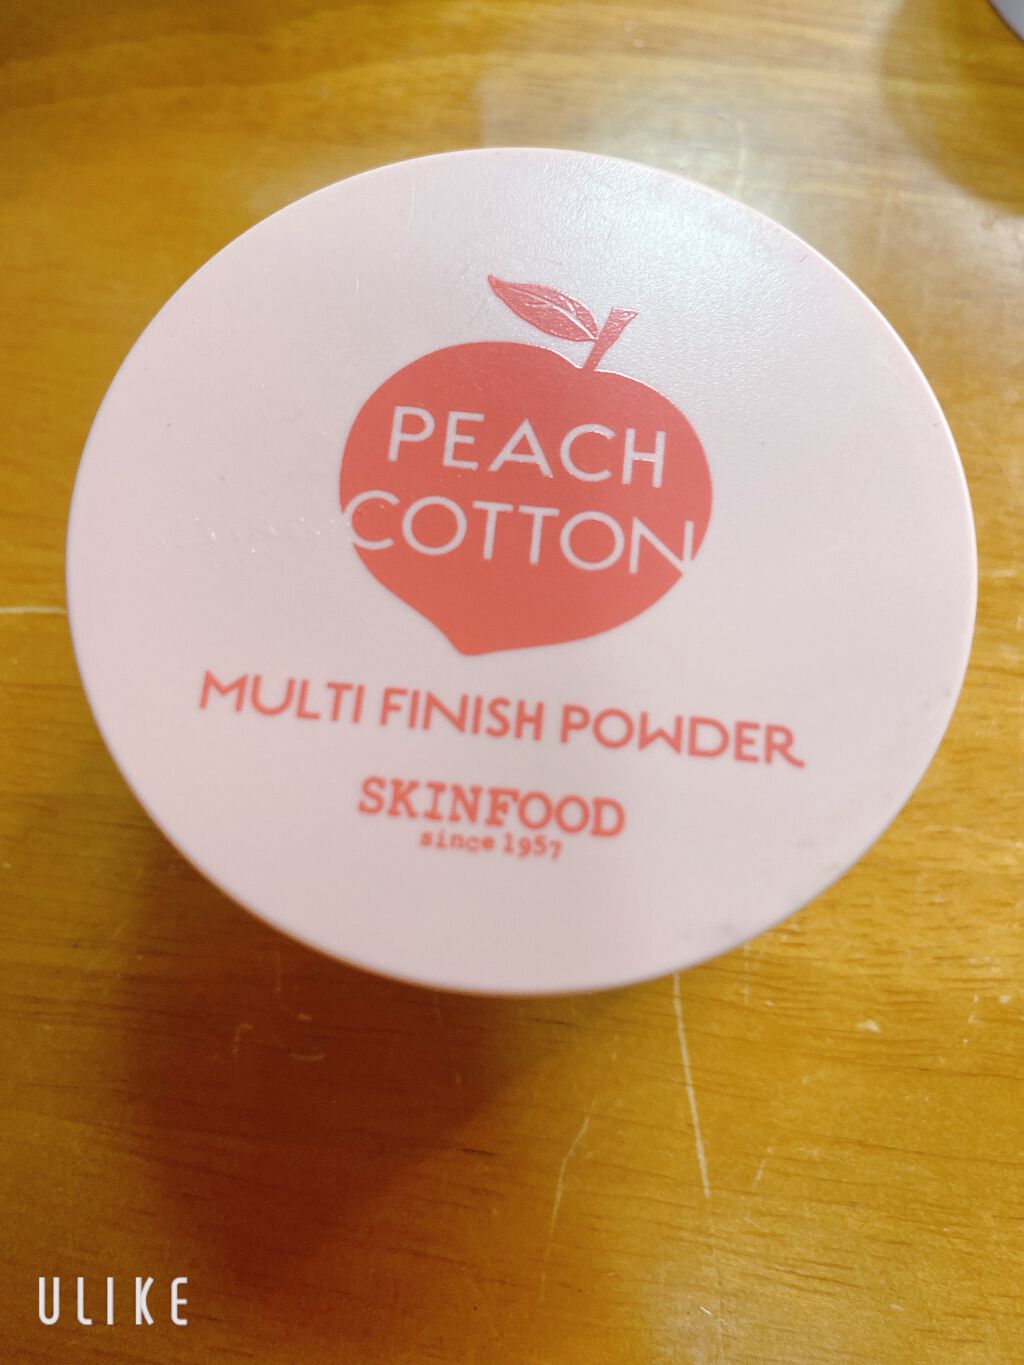 PEACH
COTTON
MULTI FINISH POWDER
SKINFOOD
since 1957
ULIKE